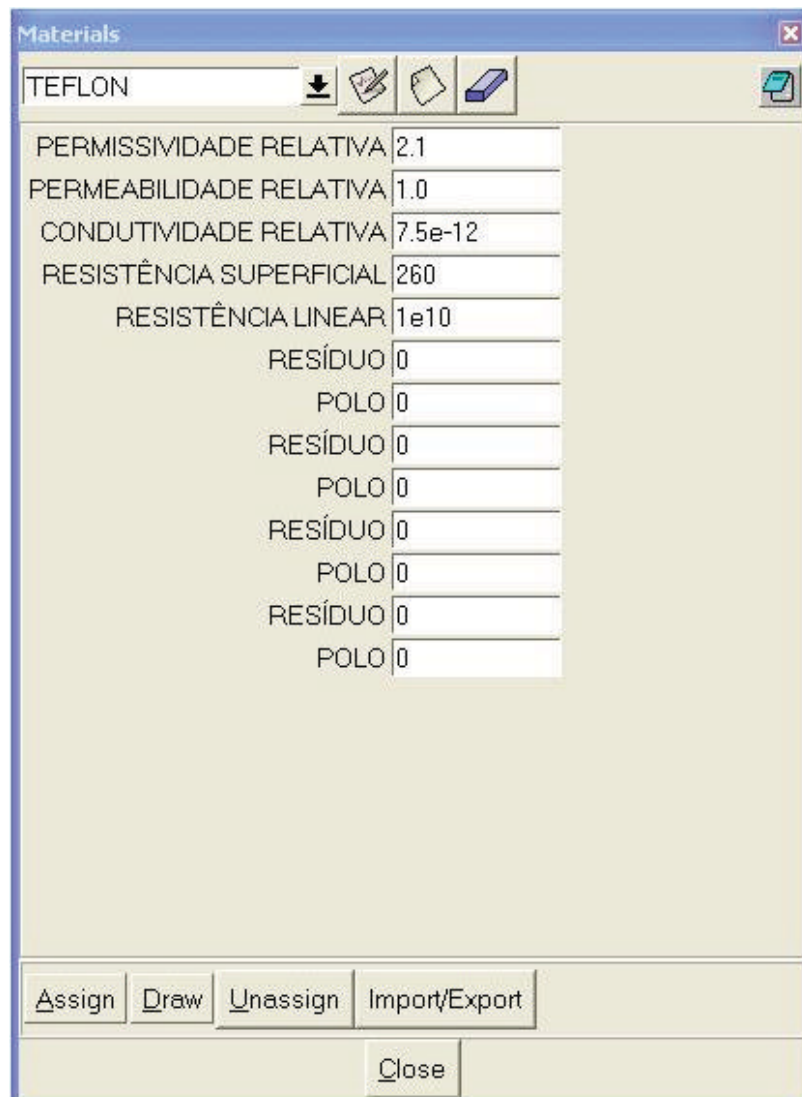 Materials
TEFLON
PERMISSIVIDADE RELATIVA 2.1
PERMEABILIDADE RELATIVA 1.0
CONDUTIVIDADE RELATIVA 7.5e-12
RESISTÊNCIA SUPERFICIAL 260
RESISTÊNCIA LINEAR 1e10
RESÍDUO 0
POLO 0
RESÍDUO 0
POLO 0
RESÍDUO 0
POLO 0
RESÍDUO 0
POLO 0
Assign Draw Unassign Import/Export
Close